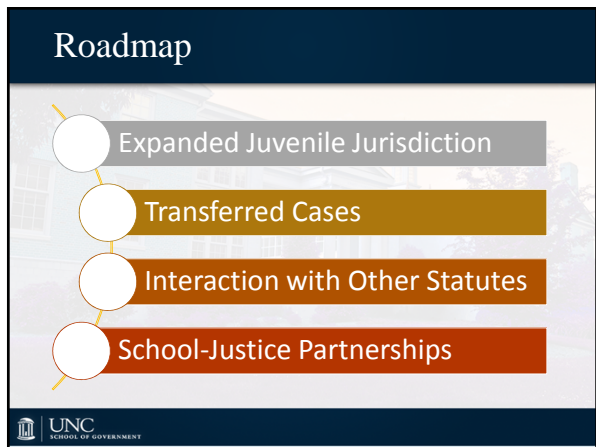 Roadmap
Expanded Juvenile Jurisdiction
Transferred Cases
Interaction with Other Statutes
School-Justice Partnerships
UNC
SCHOOL OF GOVERNMENT